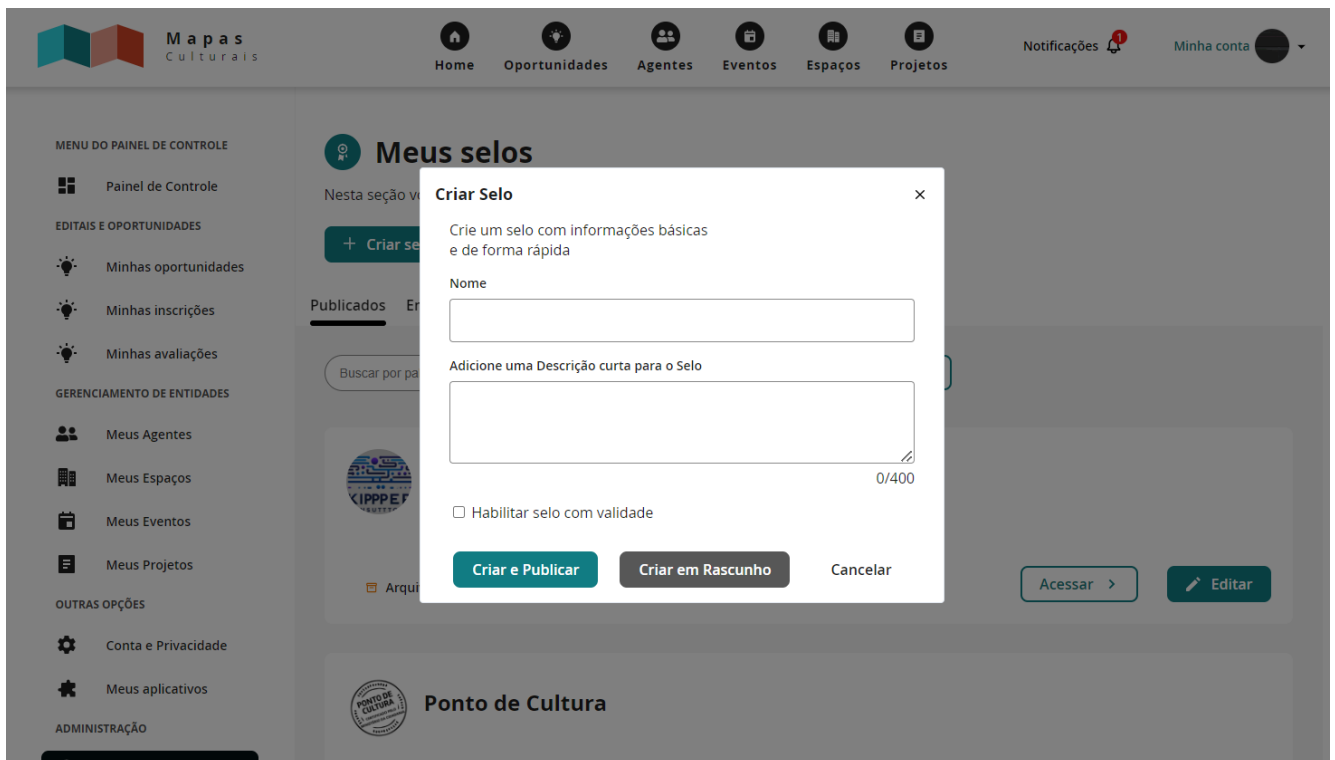 Mapas
Culturais
Home
Oportunidades
Agentes
Eventos
Espaços
Projetos
Notificações
1
Minha conta
MENU DO PAINEL DE CONTROLE
Painel de Controle
EDITAIS E OPORTUNIDADES
Minhas oportunidades
Minhas inscrições
Minhas avaliações
GERENCIAMENTO DE ENTIDADES
Meus Agentes
Meus Espaços
Meus Eventos
Meus Projetos
OUTRAS OPÇÕES
Conta e Privacidade
Meus aplicativos
ADMINISTRAÇÃO
Meus selos
Nesta seção
+ Criar
Publicados
Buscar por
Criar Selo
×
Crie um selo com informações básicas
e de forma rápida
Nome
Adicione uma Descrição curta para o Selo
0/400
Habilitar selo com validade
Criar e Publicar
Criar em Rascunho
Cancelar
Acessar >
Editar
PONTO DE
CULTURA
Ponto de Cultura